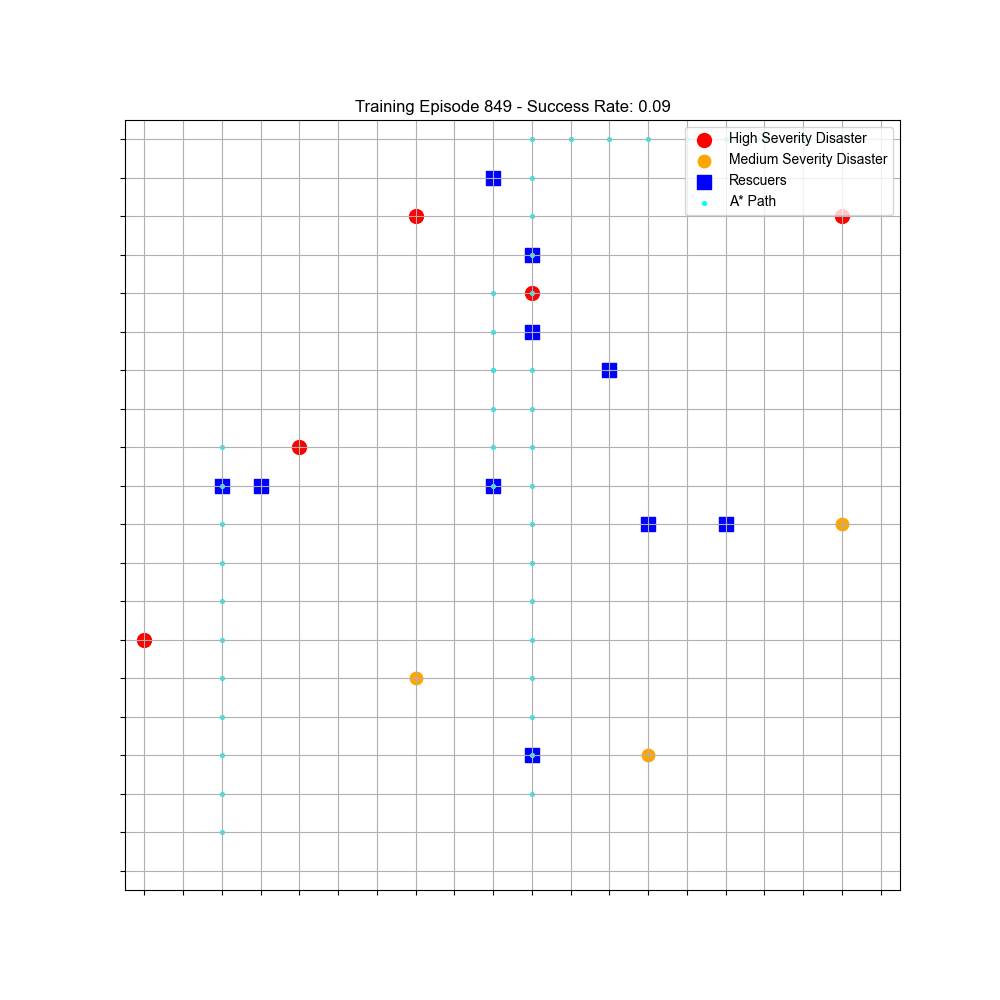 Training Episode 849 - Success Rate: 0.09
High Severity Disaster
Medium Severity Disaster
Rescuers
A* Path